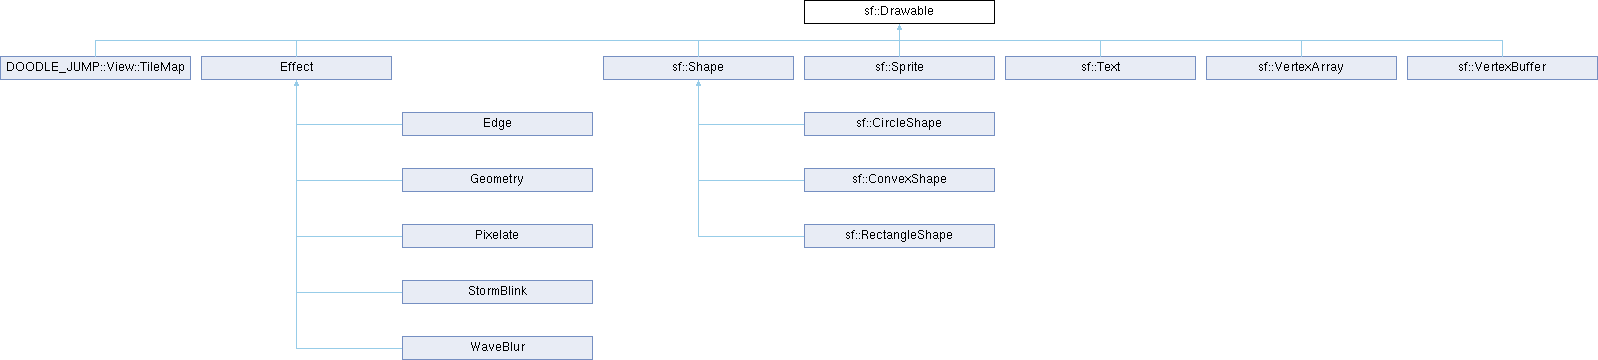 sf::Drawable
DOODLE_JUMP::View::TileMap
Effect
sf::Shape
sf::Sprite
sf::Text
sf::VertexArray
sf::VertexBuffer
Edge
sf::CircleShape
Geometry
sf::ConvexShape
Pixelate
sf::RectangleShape
StormBlink
WaveBlur